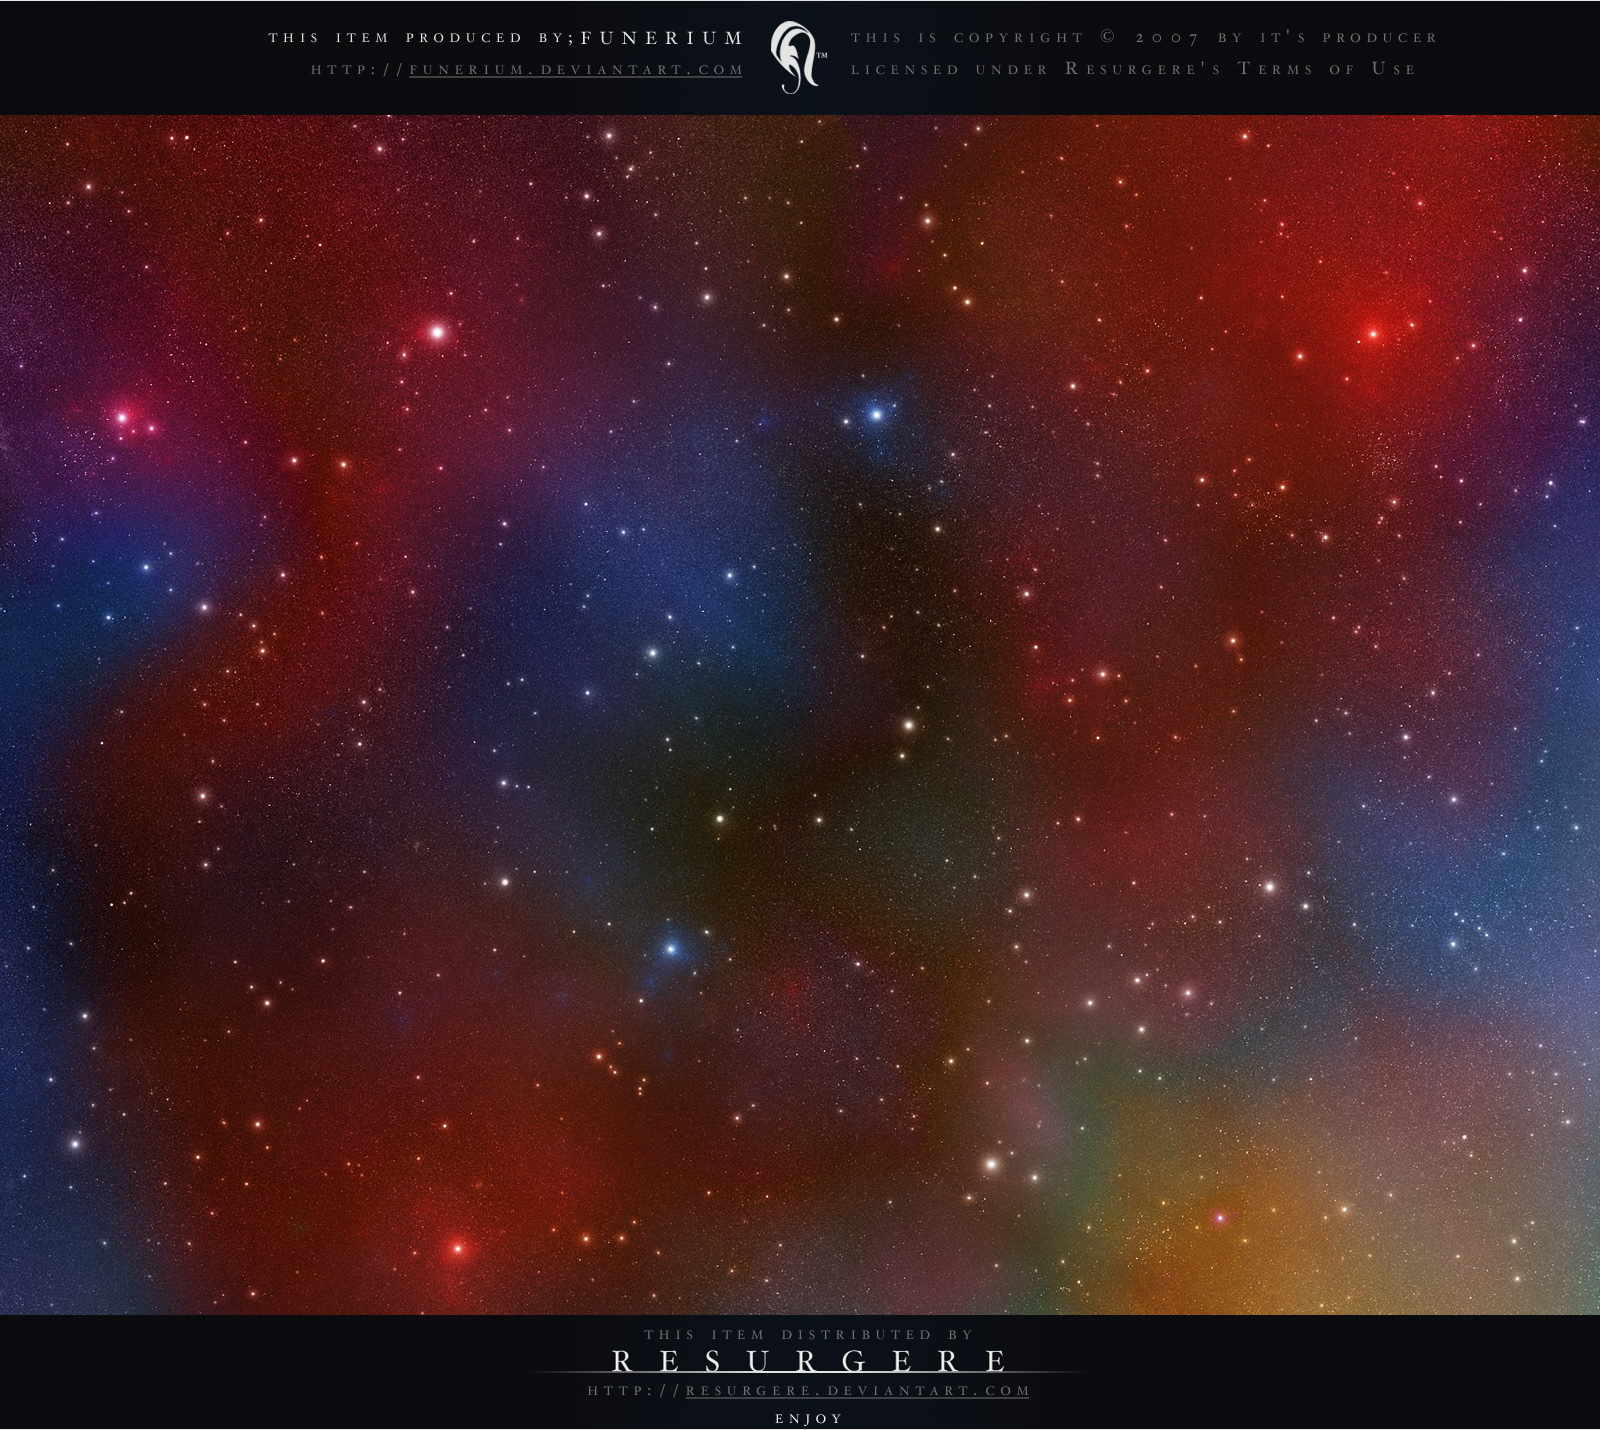 THIS ITEM PRODUCED BY;FUNERIUM
HTTP://FUNERIUM.DEVIANTART.COM
TM
THIS IS COPYRIGHT © 2007 BY IT'S PRODUCER
LICENSED UNDER RESURGERE'S TERMS OF USE
THIS ITEM DISTRIBUTED BY
RESURGERE
HTTP://RESURGERE.DEVIANTART.COM
ENJOY